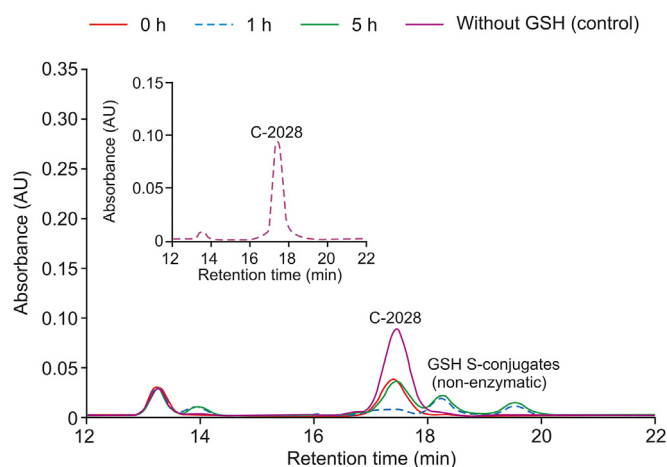 0 h 1 h 5 h Without GSH (control)
0.35
0.30
0.25
0.20
0.15
0.10
0.05
0
Absorbance (AU)
0.15
0.10
0.05
0
Absorbance (AU)
C-2028
12 14 16 18 20 22
Retention time (min)
C-2028
GSH S-conjugates
(non-enzymatic)
12 14 16 18 20 22
Retention time (min)